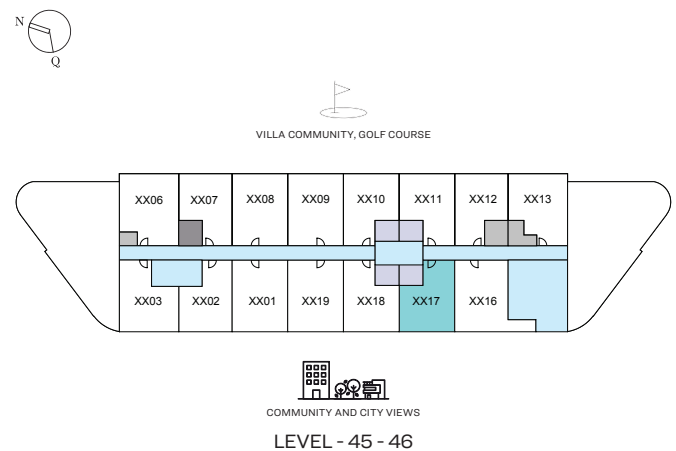 N
Q
VILLA COMMUNITY, GOLF COURSE
XX06 XX07 XX08 XX09 XX10 XX11 XX12 XX13
XX03 XX02 XX01 XX19 XX18 XX17 XX16
COMMUNITY AND CITY VIEWS
LEVEL - 45 - 46